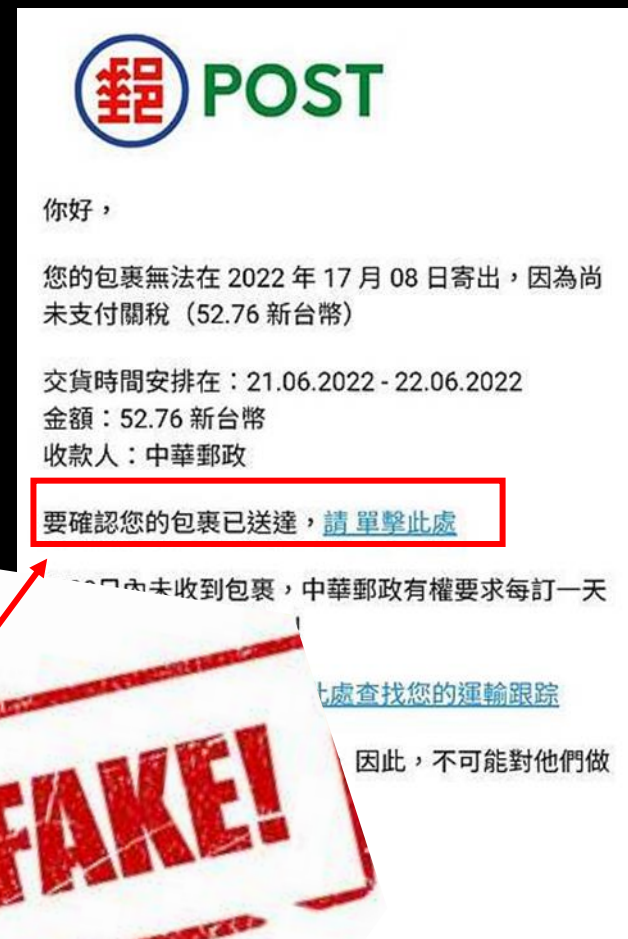 郵 POST
你好，
您的包裹無法在 2022 年 17 月 08 日寄出，因為尚
未支付關稅（52.76 新台幣）
交貨時間安排在：21.06.2022 - 22.06.2022
金額：52.76 新台幣
收款人：中華郵政
要確認您的包裹已送達，請 單擊此處
日內未收到包裹，中華郵政有權要求每訂一天
處查找您的運輸跟踪
因此，不可能對他們做
FAKE!